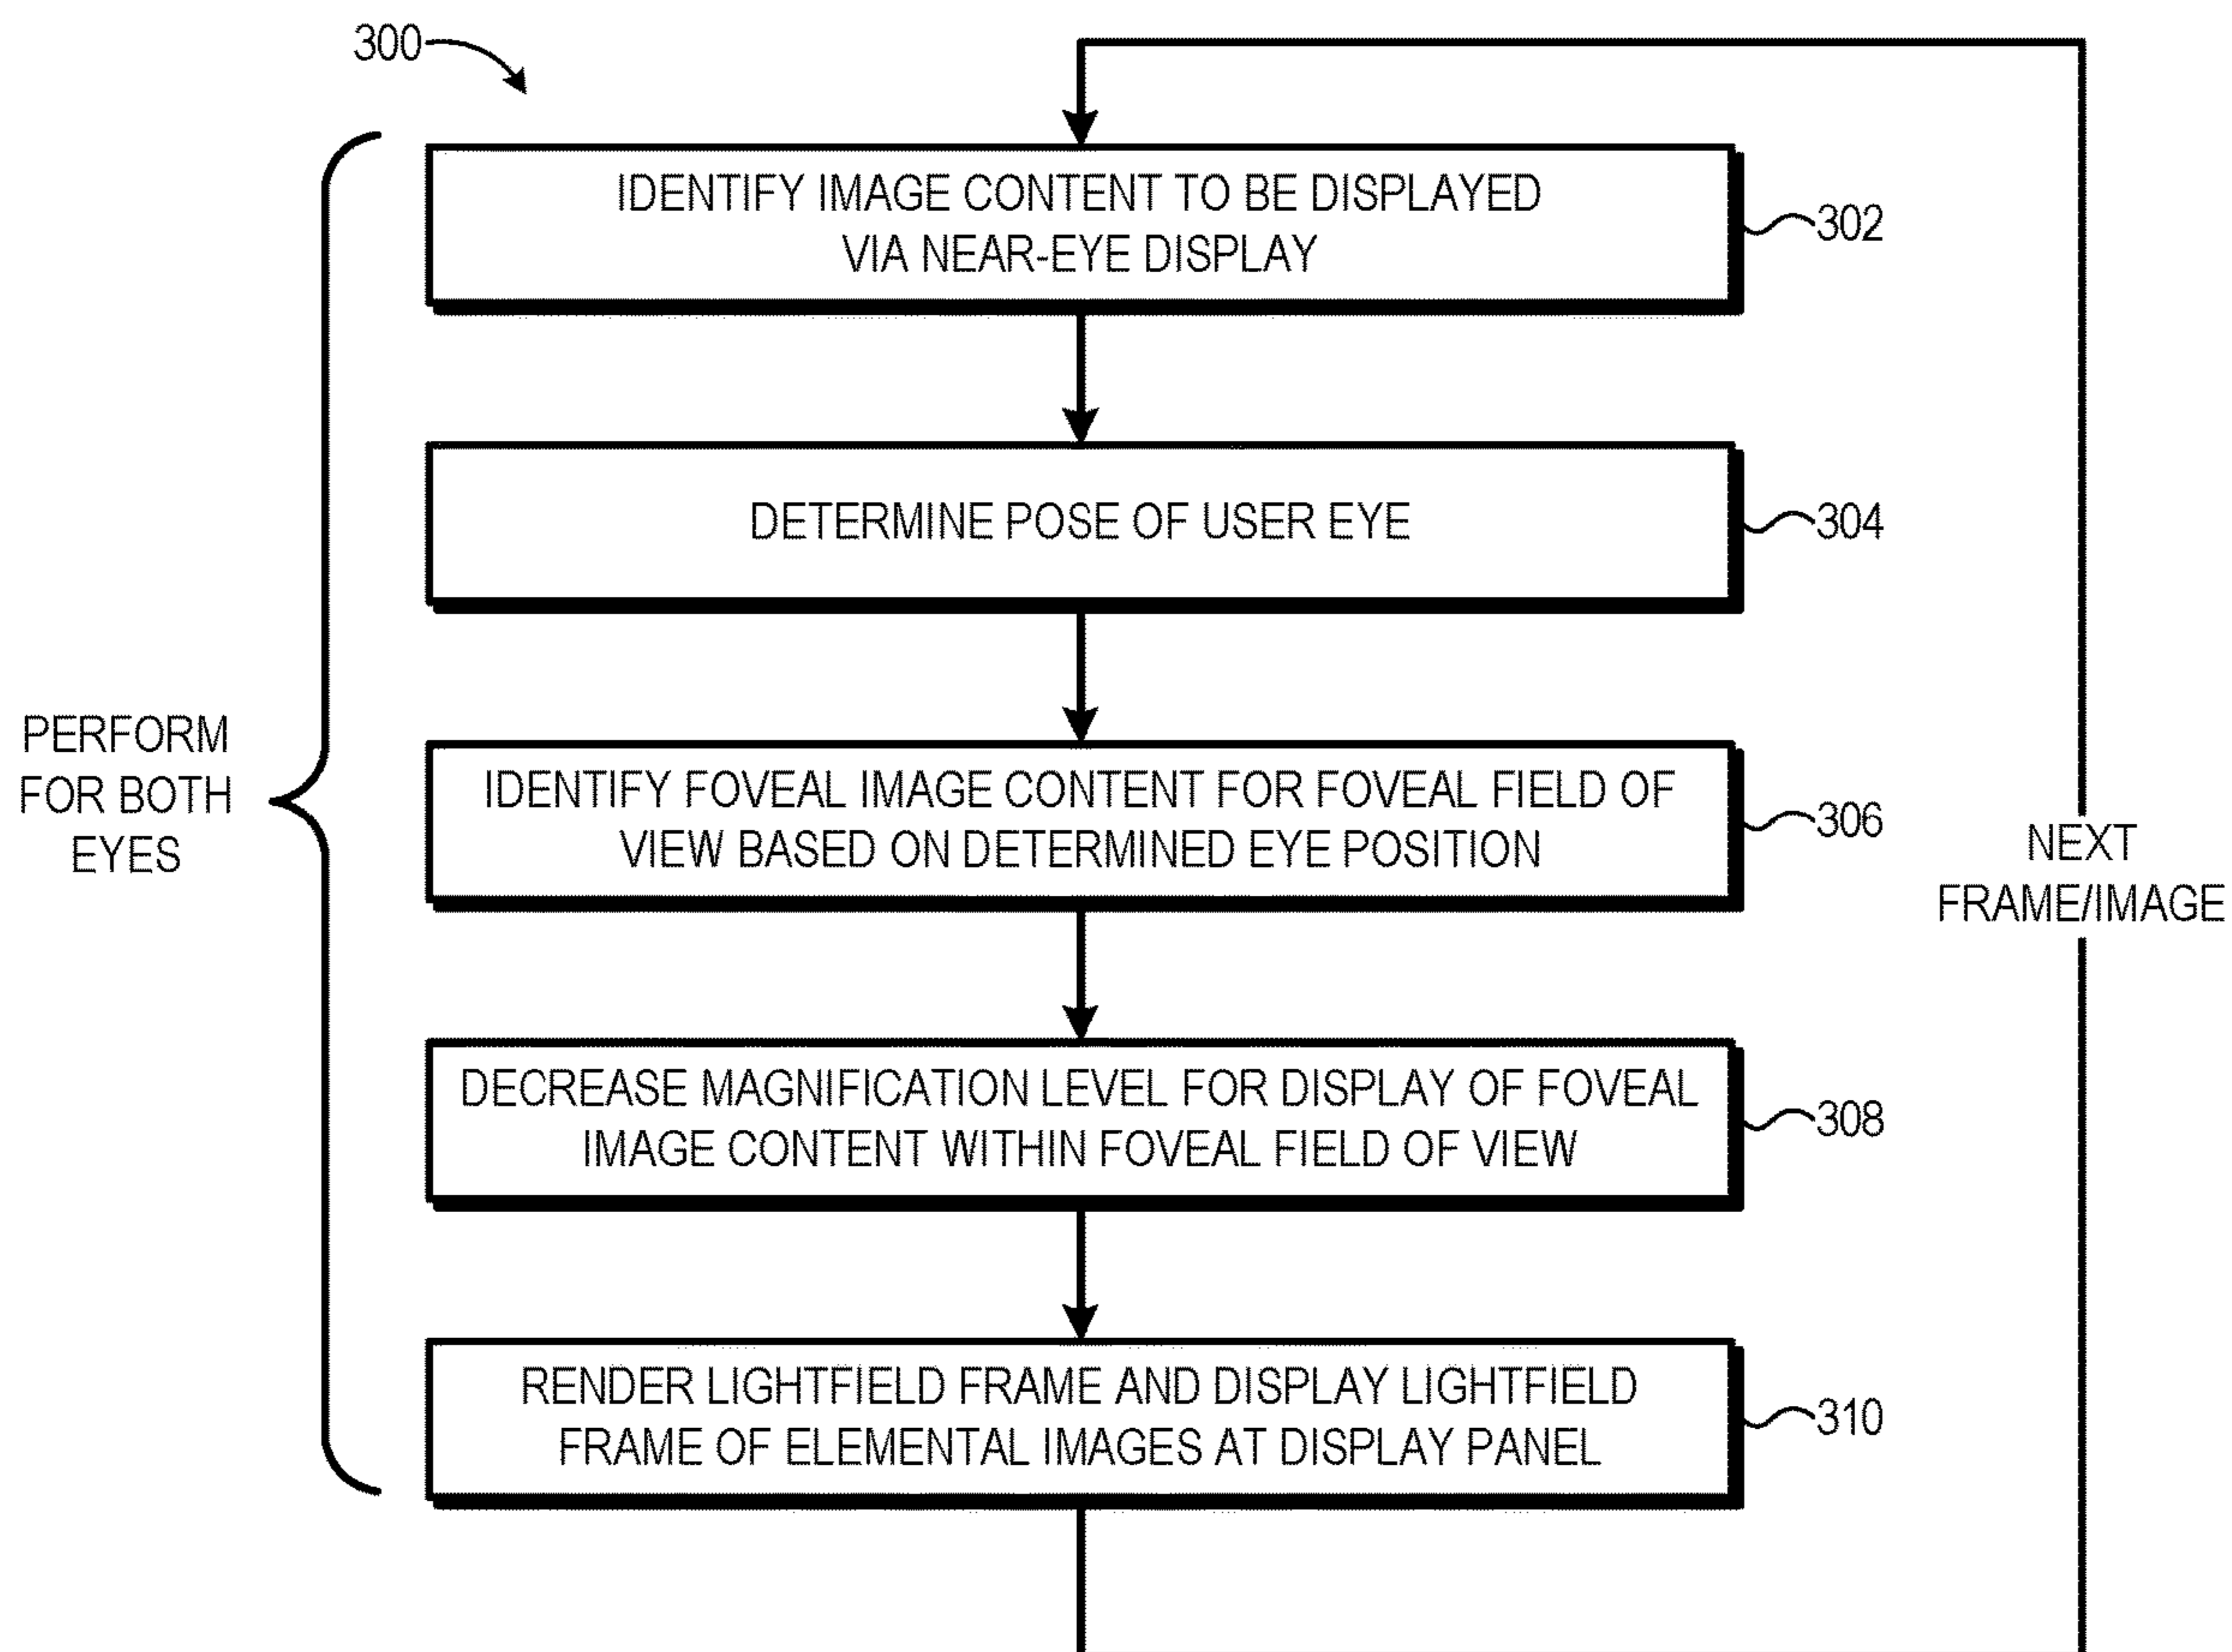 300
IDENTIFY IMAGE CONTENT TO BE DISPLAYED
VIA NEAR-EYE DISPLAY
302
DETERMINE POSE OF USER EYE
304
PERFORM
FOR BOTH
EYES
IDENTIFY FOVEAL IMAGE CONTENT FOR FOVEAL FIELD OF
VIEW BASED ON DETERMINED EYE POSITION
306
NEXT
FRAME/IMAGE
DECREASE MAGNIFICATION LEVEL FOR DISPLAY OF FOVEAL
IMAGE CONTENT WITHIN FOVEAL FIELD OF VIEW
308
RENDER LIGHTFIELD FRAME AND DISPLAY LIGHTFIELD
FRAME OF ELEMENTAL IMAGES AT DISPLAY PANEL
310